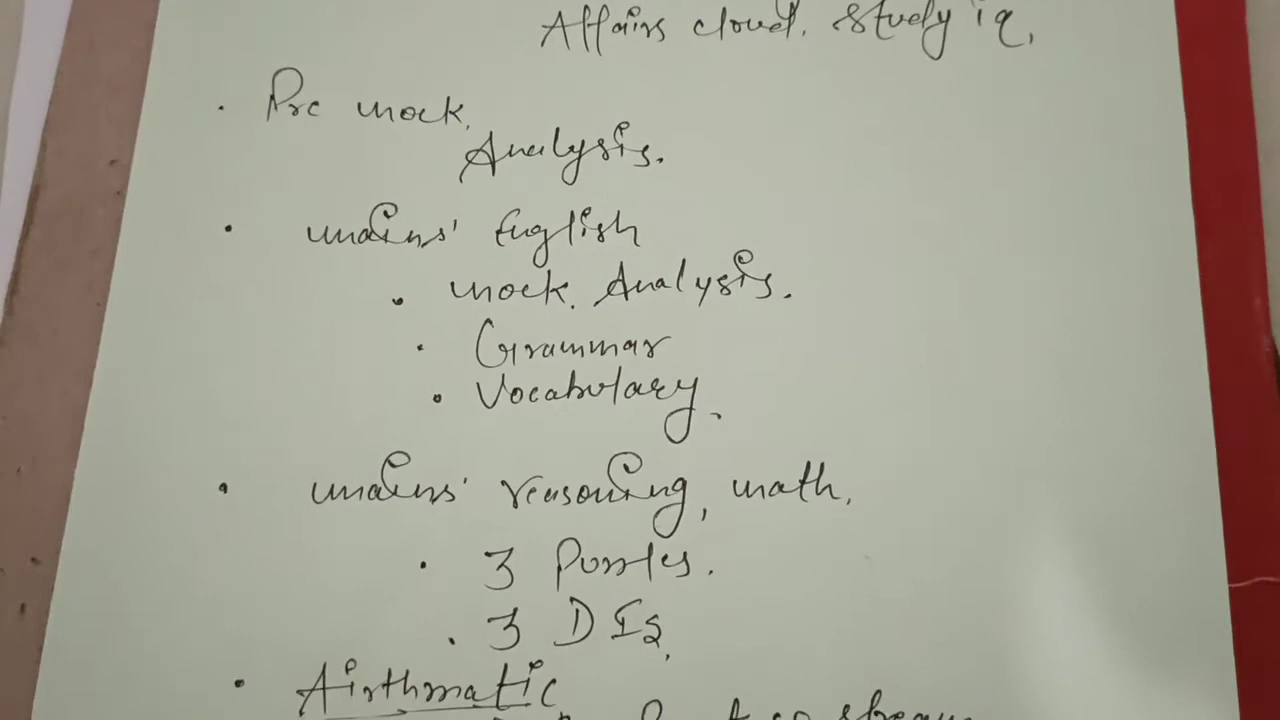 Affairs cloud, study iq,
. Pre mock,
Analysis.
. mains' English
. mock. Analysis.
. Grammar
. Vocabulary.
. mains' reasoning, math,
. 3 Puzzles.
. 3 DIs,
. Airthmatic